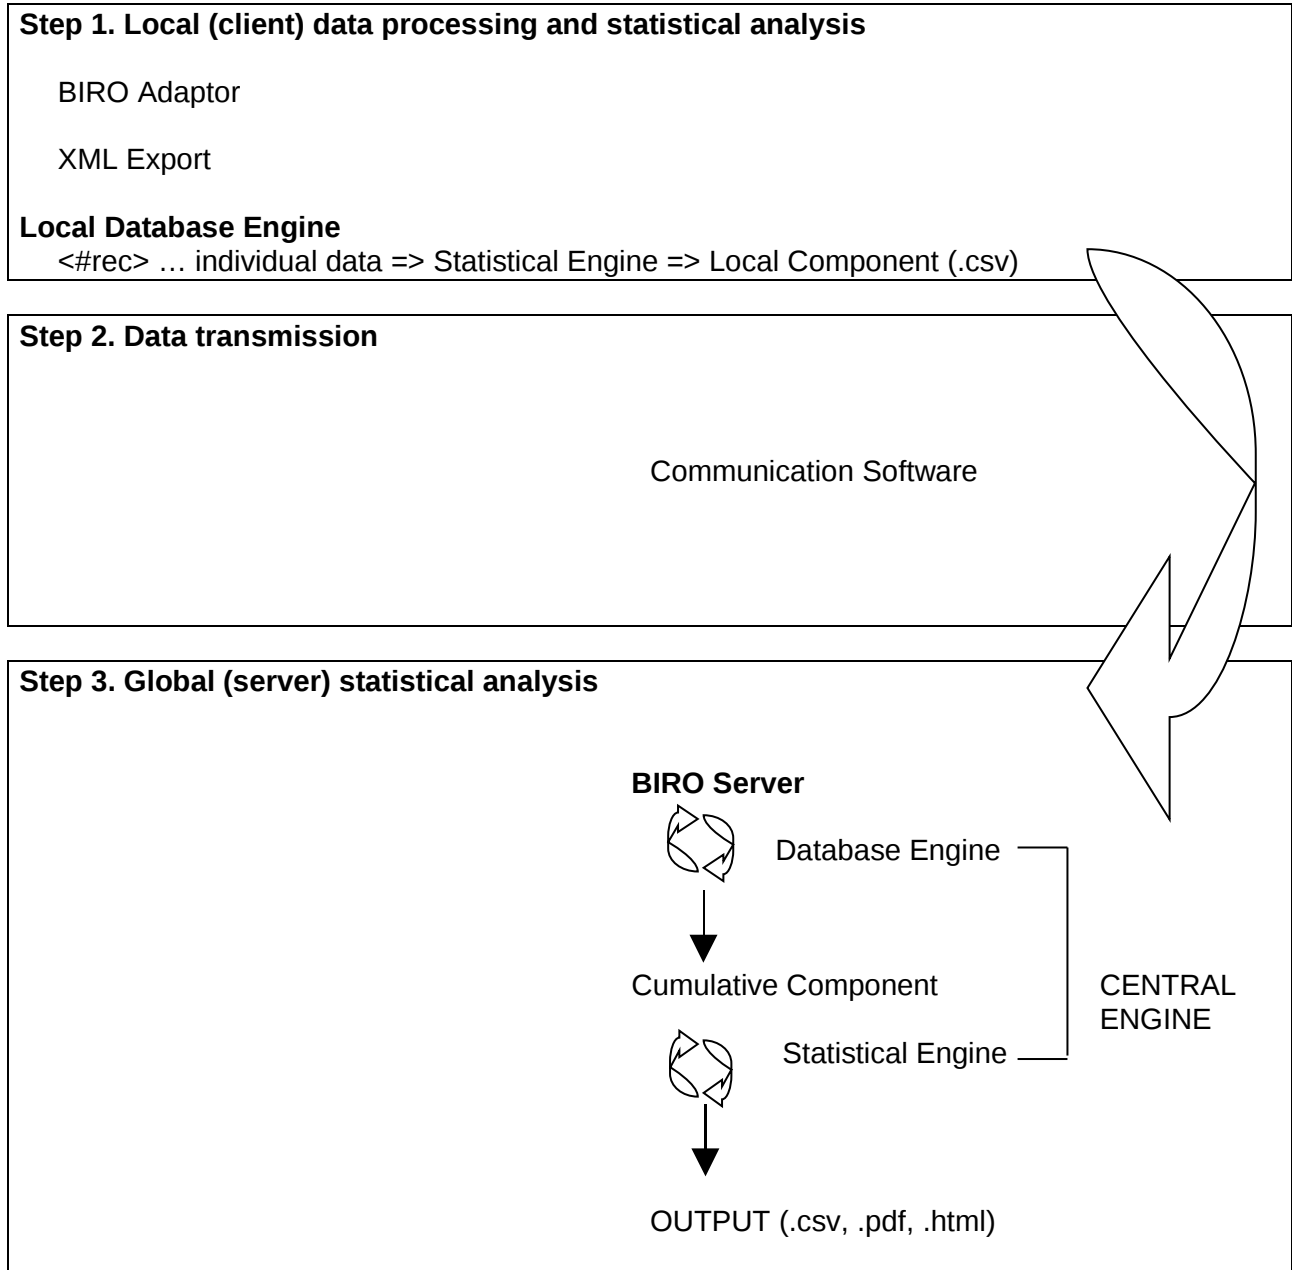 Step 1. Local (client) data processing and statistical analysis
BIRO Adaptor
XML Export
Local Database Engine
<#rec> … individual data => Statistical Engine => Local Component (.csv)
Step 2. Data transmission
Communication Software
Step 3. Global (server) statistical analysis
BIRO Server
Database Engine
Cumulative Component
CENTRAL
ENGINE
Statistical Engine
OUTPUT (.csv, .pdf, .html)